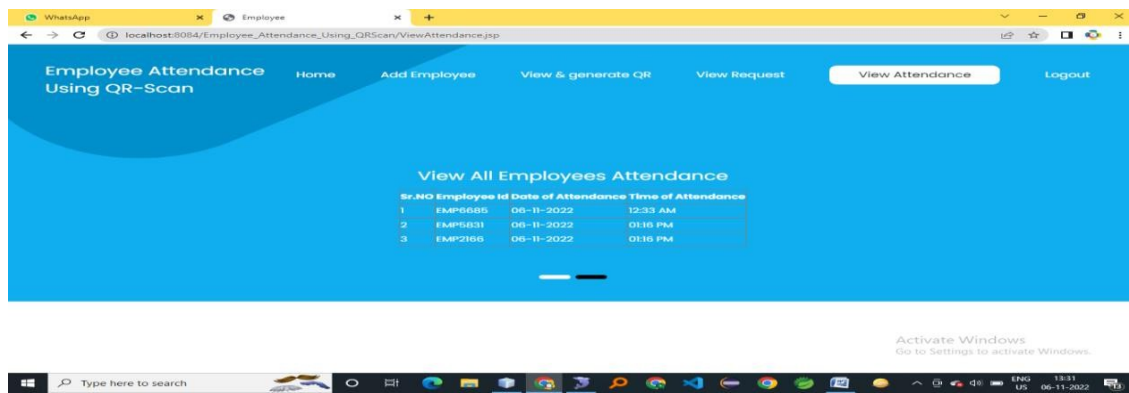 WhatsApp
Employee
localhost:8084/Employee_Attendance_Using_QRScan/ViewAttendance.jsp
Employee Attendance
Using QR-Scan
Home
Add Employee
View & generate QR
View Request
View Attendance
Logout
View All Employees Attendance
Sr.NO Employee Id Date of Attendance Time of Attendance
1 EMP6685 06-11-2022 12:33 AM
2 EMP5831 06-11-2022 01:16 PM
3 EMP2166 06-11-2022 01:16 PM
Activate Windows
Go to Settings to activate Windows.
Type here to search
ENG 13:31
US 06-11-2022